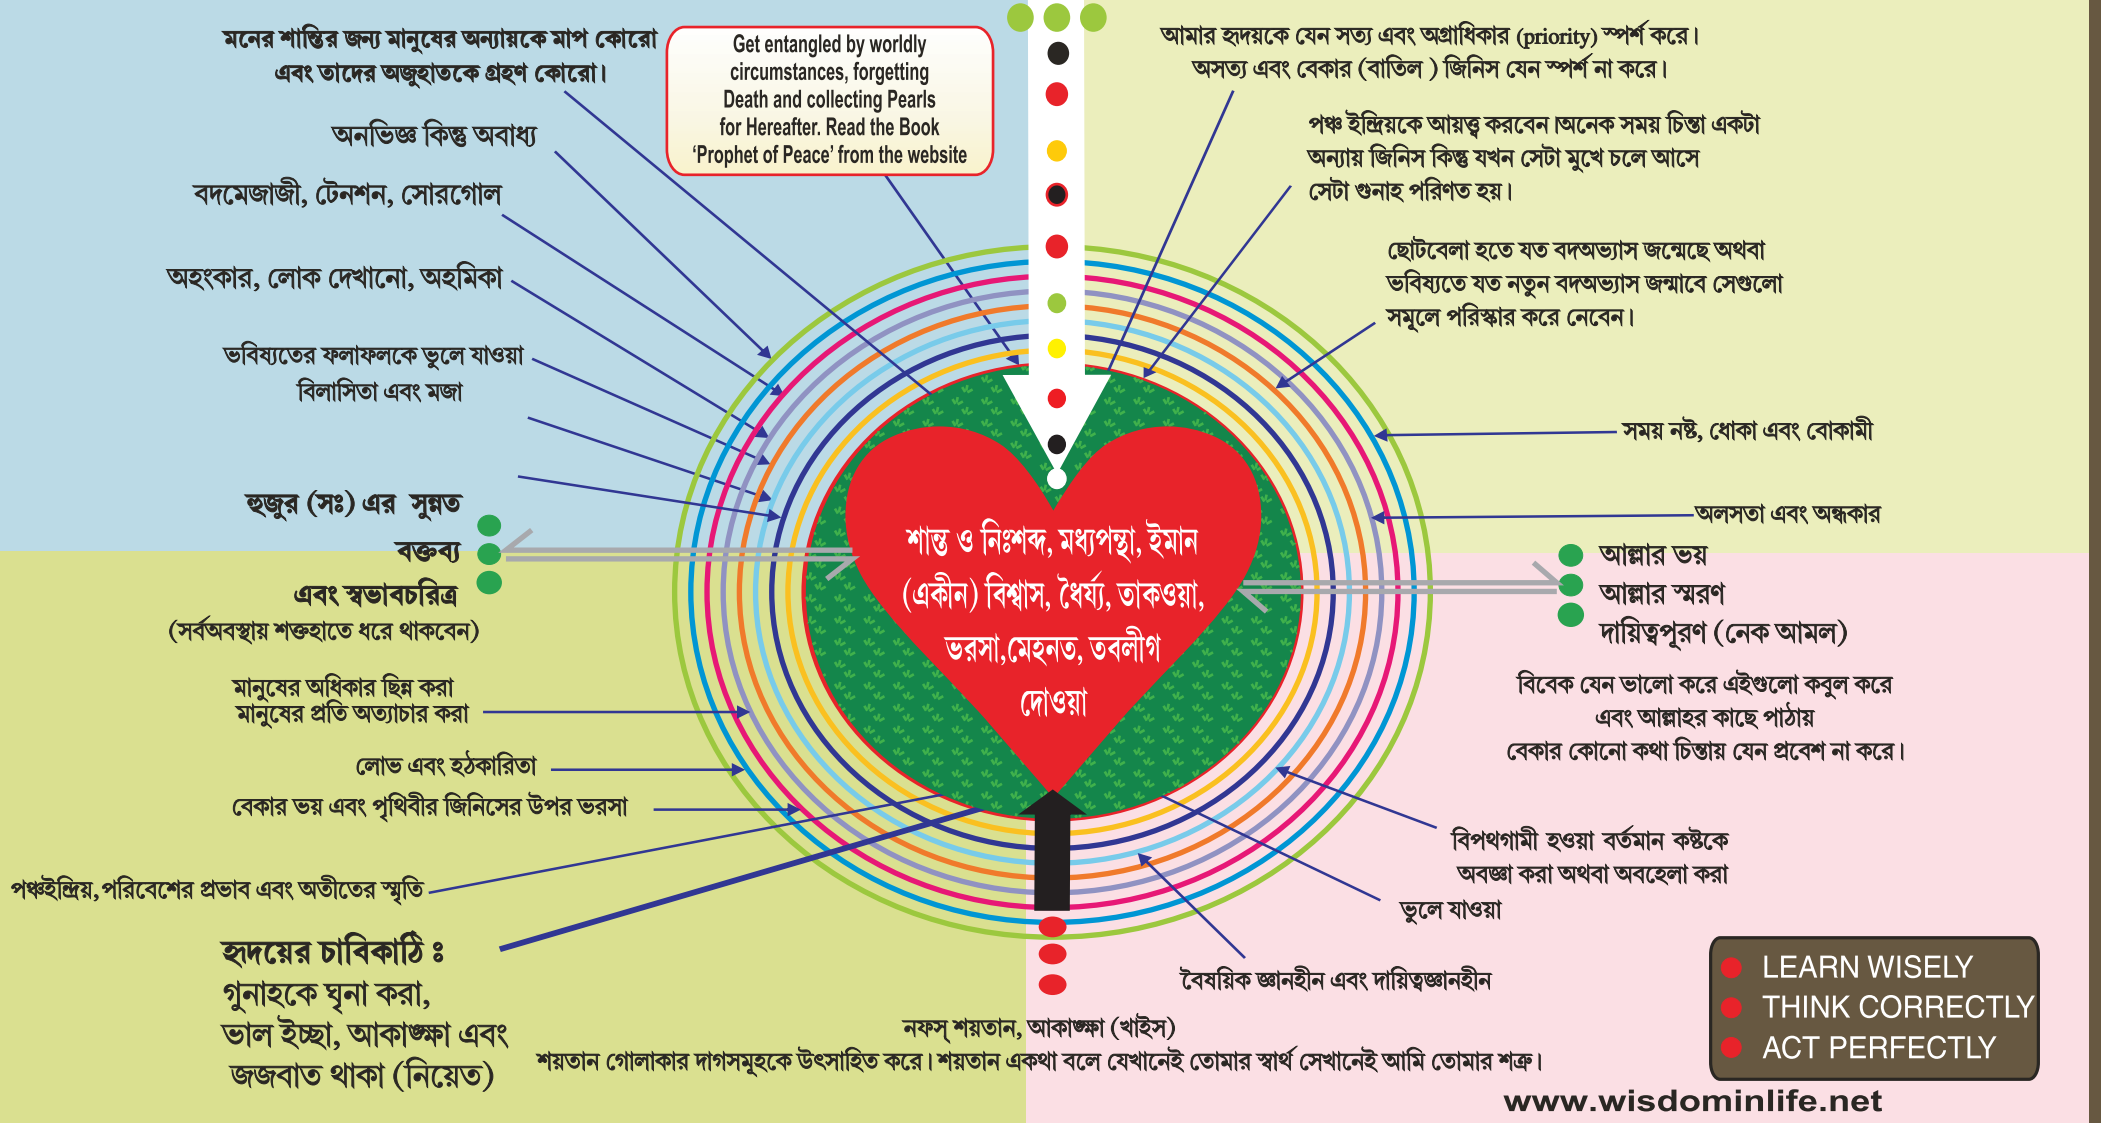 মনের শান্তির জন্য মানুষের অন্যায়কে মাপ কোরো
এবং তাদের অজুহাতকে গ্রহণ কোরো।
অনভিজ্ঞ কিন্তু অবাধ্য
বদমেজাজী, টেনশন, সোরগোল
অহংকার, লোক দেখানো, অহমিকা
ভবিষ্যতের ফলাফলকে ভুলে যাওয়া
বিলাসিতা এবং মজা
Get entangled by worldly
circumstances, forgetting
Death and collecting Pearls
for Hereafter. Read the Book
‘Prophet of Peace’ from the website
আমার হৃদয়কে যেন সত্য এবং অগ্রাধিকার (priority) স্পর্শ করে।
অসত্য এবং বেকার (বাতিল ) জিনিস যেন স্পর্শ না করে।
পঞ্চ ইন্দ্রিয়কে আয়ত্ত্ব করবেন।অনেক সময় চিন্তা একটা
অন্যায় জিনিস কিন্তু যখন সেটা মুখে চলে আসে
সেটা গুনাহ পরিণত হয়।
ছোটবেলা হতে যত বদঅভ্যাস জন্মেছে অথবা
ভবিষ্যতে যত নতুন বদঅভ্যাস জন্মাবে সেগুলো
সমূলে পরিস্কার করে নেবেন।
সময় নষ্ট, ধোকা এবং বোকামী
অলসতা এবং অন্ধকার
হুজুর (সঃ) এর সুন্নত
বক্তব্য
এবং স্বভাবচরিত্র
(সর্বঅবস্থায় শক্তহাতে ধরে থাকবেন)
শান্ত ও নিঃশব্দ, মধ্যপন্থা, ইমান
(একীন) বিশ্বাস, ধৈর্য্য, তাকওয়া,
ভরসা,মেহনত, তবলীগ
দোওয়া
আল্লার ভয়
আল্লার স্মরণ
দায়িত্বপূরণ (নেক আমল)
বিবেক যেন ভালো করে এইগুলো কবুল করে
এবং আল্লাহর কাছে পাঠায়
বেকার কোনো কথা চিন্তায় যেন প্রবেশ না করে।
মানুষের অধিকার ছিন্ন করা
মানুষের প্রতি অত্যাচার করা
লোভ এবং হঠকারিতা
বেকার ভয় এবং পৃথিবীর জিনিসের উপর ভরসা
পঞ্চইন্দ্রিয়,পরিবেশের প্রভাব এবং অতীতের স্মৃতি
হৃদয়ের চাবিকাঠি ঃ
গুনাহকে ঘৃনা করা,
ভাল ইচ্ছা, আকাঙ্ক্ষা এবং
জজবাত থাকা (নিয়েত)
বিপথগামী হওয়া বর্তমান কষ্টকে
অবজ্ঞা করা অথবা অবহেলা করা
ভুলে যাওয়া
বৈষয়িক জ্ঞানহীন এবং দায়িত্বজ্ঞানহীন
নফস্ শয়তান, আকাঙ্ক্ষা (খাইস)
শয়তান গোলাকার দাগসমূহকে উৎসাহিত করে। শয়তান একথা বলে যেখানেই তোমার স্বার্থ সেখানেই আমি তোমার শত্রু।
LEARN WISELY
THINK CORRECTLY
ACT PERFECTLY
www.wisdominlife.net